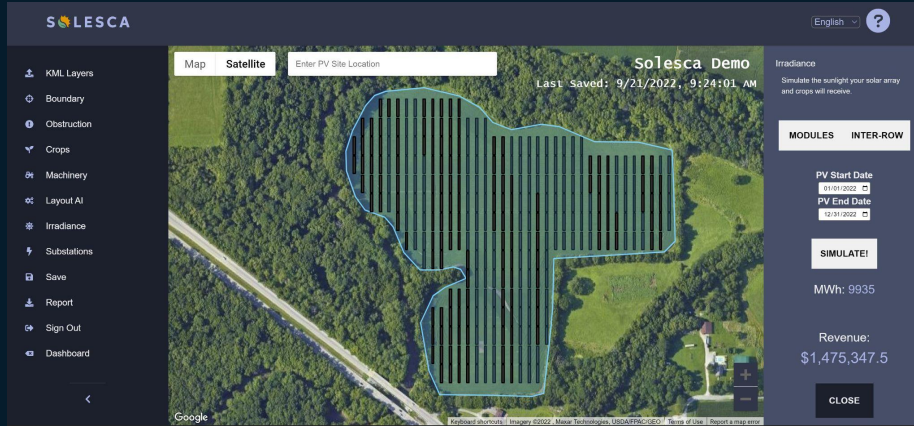 SOLESCA
English
?
KML Layers
Boundary
Obstruction
Crops
Machinery
Layout AI
Irradiance
Substations
Save
Report
Sign Out
Dashboard
Map Satellite
Enter PV Site Location
Solesca Demo
Last Saved: 9/21/2022, 9:24:01 AM
Google
Keyboard shortcuts Imagery ©2022 , Maxar Technologies, USDA/FPAC/GEO Terms of Use Report a map error
Irradiance
Simulate the sunlight your solar array
and crops will receive.
MODULES INTER-ROW
PV Start Date
01/01/2022
PV End Date
12/31/2022
SIMULATE!
MWh: 9935
Revenue:
$1,475,347.5
CLOSE